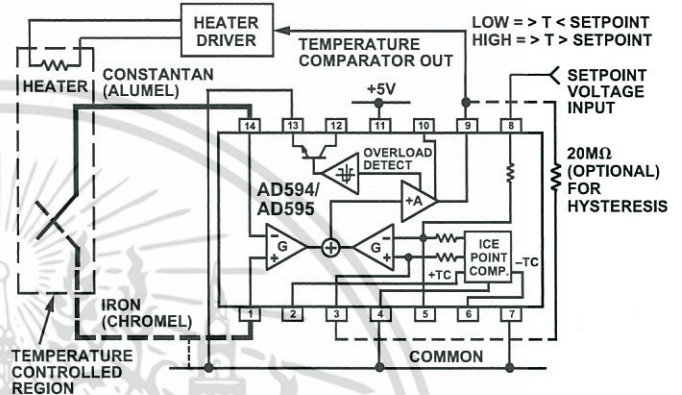 HEATER
DRIVER
LOW = > T < SETPOINT
HIGH = > T > SETPOINT
TEMPERATURE
COMPARATOR OUT
HEATER
CONSTANTAN
(ALUMEL)
+5V
SETPOINT
VOLTAGE
INPUT
14
13
12
11
10
9
8
OVERLOAD
DETECT
20MΩ
(OPTIONAL)
FOR
HYSTERESIS
AD594/
AD595
+A
G
G
ICE
POINT
COMP.
+TC
–TC
IRON
(CHROMEL)
1
2
3
4
5
6
7
COMMON
TEMPERATURE
CONTROLLED
REGION